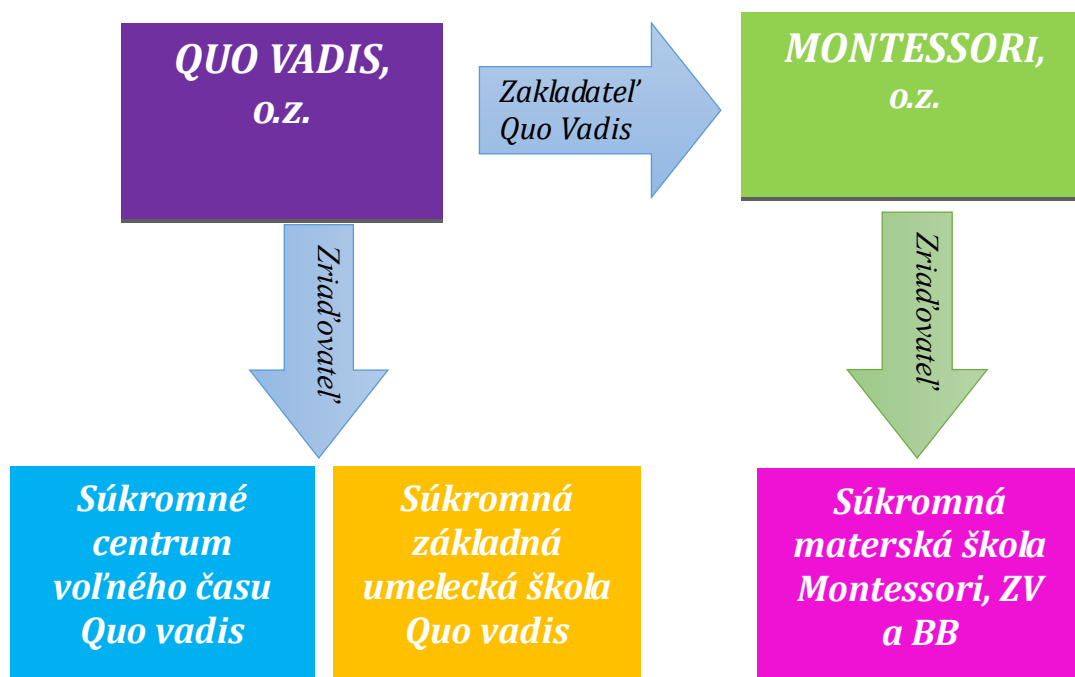 QUO VADIS,
o.z.
Zakladateľ
Quo Vadis
MONTESSORI,
o.z.
Zriaďovateľ
Zriaďovateľ
Súkromné
centrum
voľného času
Quo vadis
Súkromná
základná
umelecká škola
Quo vadis
Súkromná
materská škola
Montessori, ZV
a BB